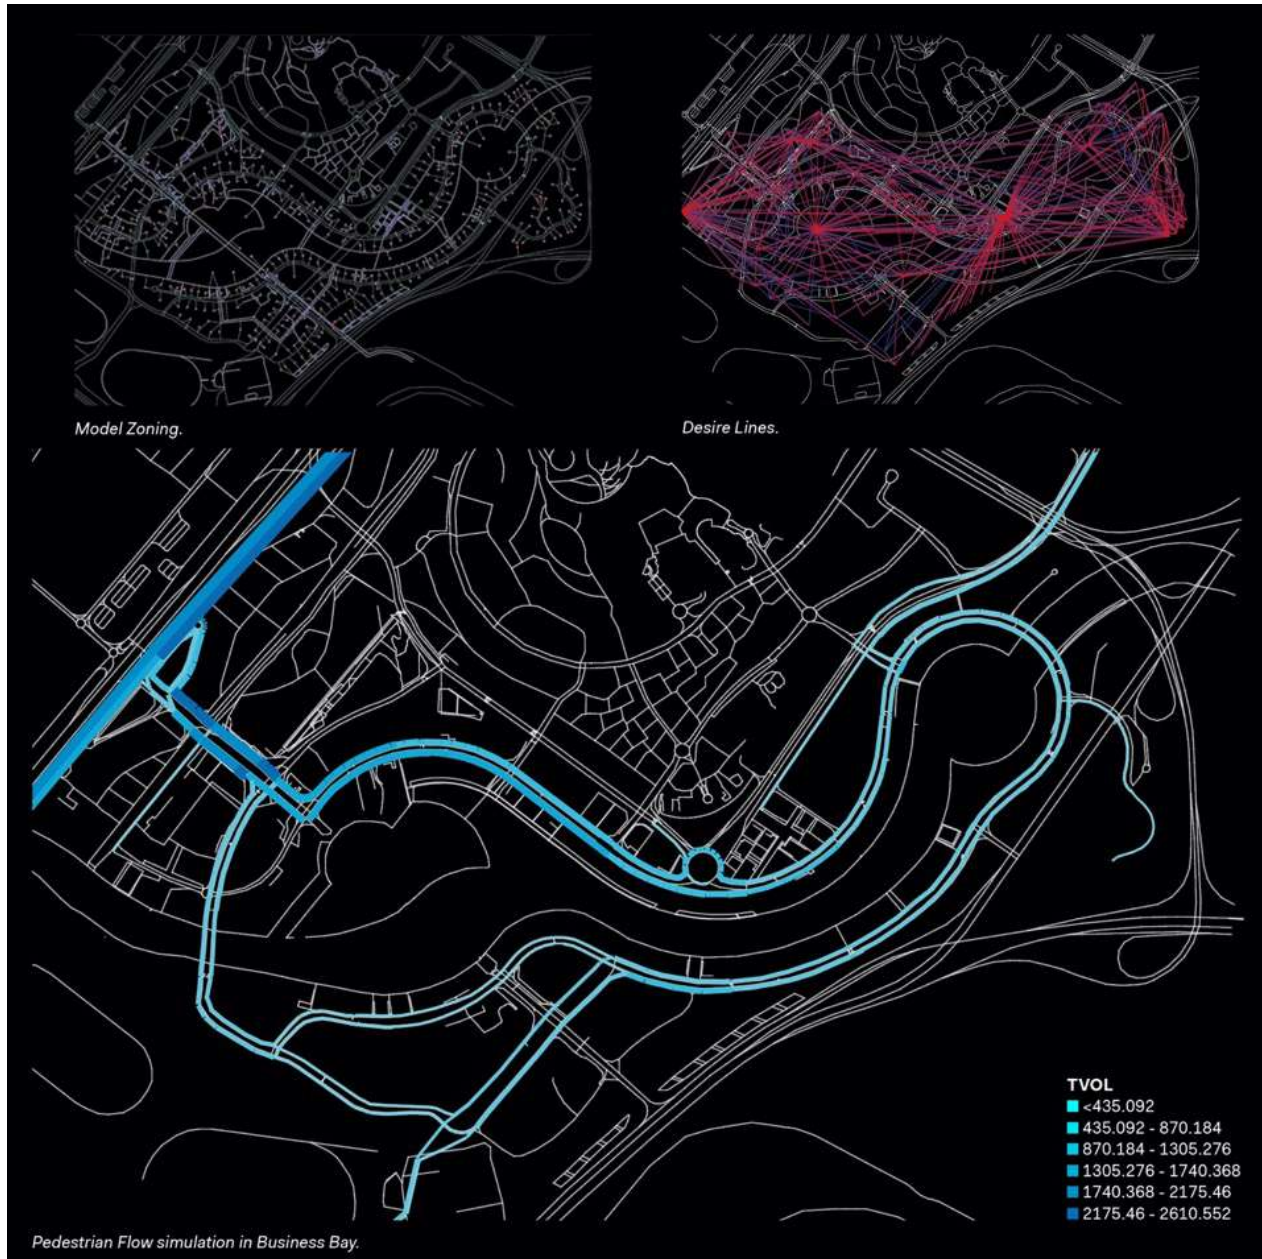 Model Zoning.
Desire Lines.
TVOL
<435.092
435.092 - 870.184
870.184 - 1305.276
1305.276 - 1740.368
1740.368 - 2175.46
2175.46 - 2610.552
Pedestrian Flow simulation in Business Bay.